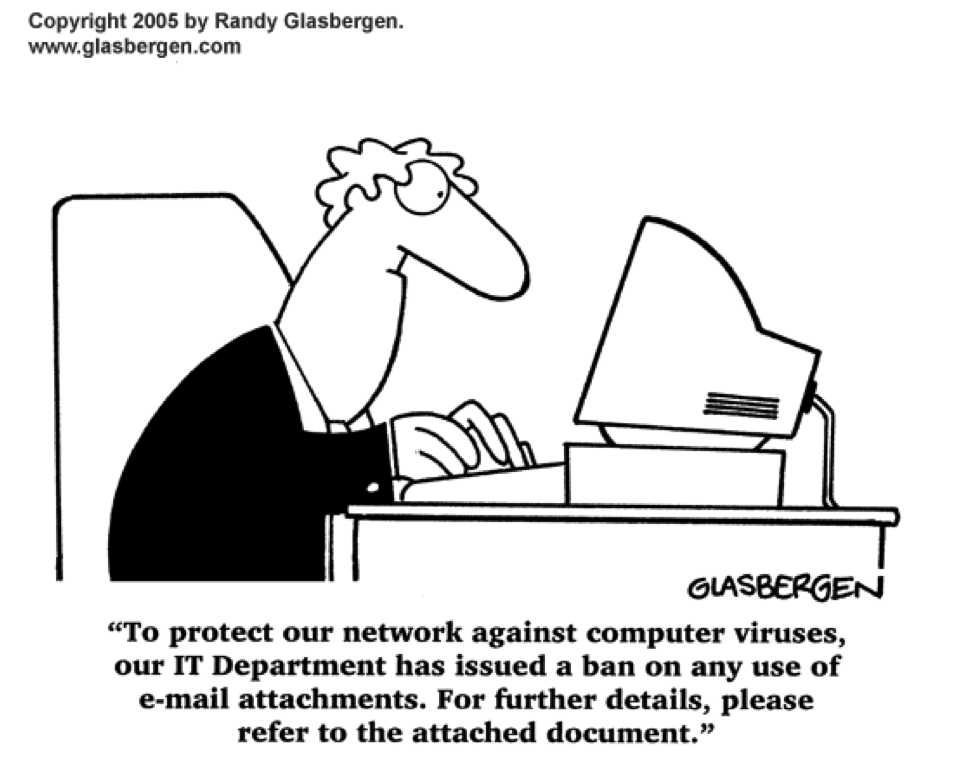 Copyright 2005 by Randy Glasbergen.
www.glasbergen.com
GLASBERGEN
“To protect our network against computer viruses,
our IT Department has issued a ban on any use of
e-mail attachments. For further details, please
refer to the attached document.”